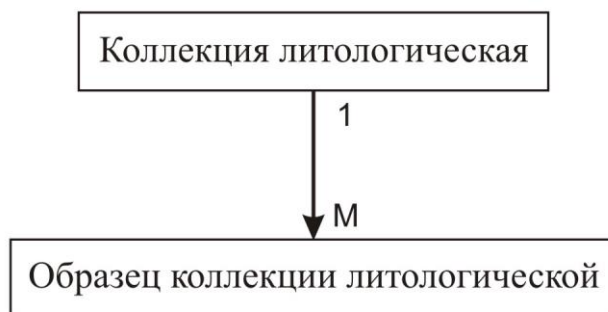 Коллекция литологическая
1
М
Образец коллекции литологической